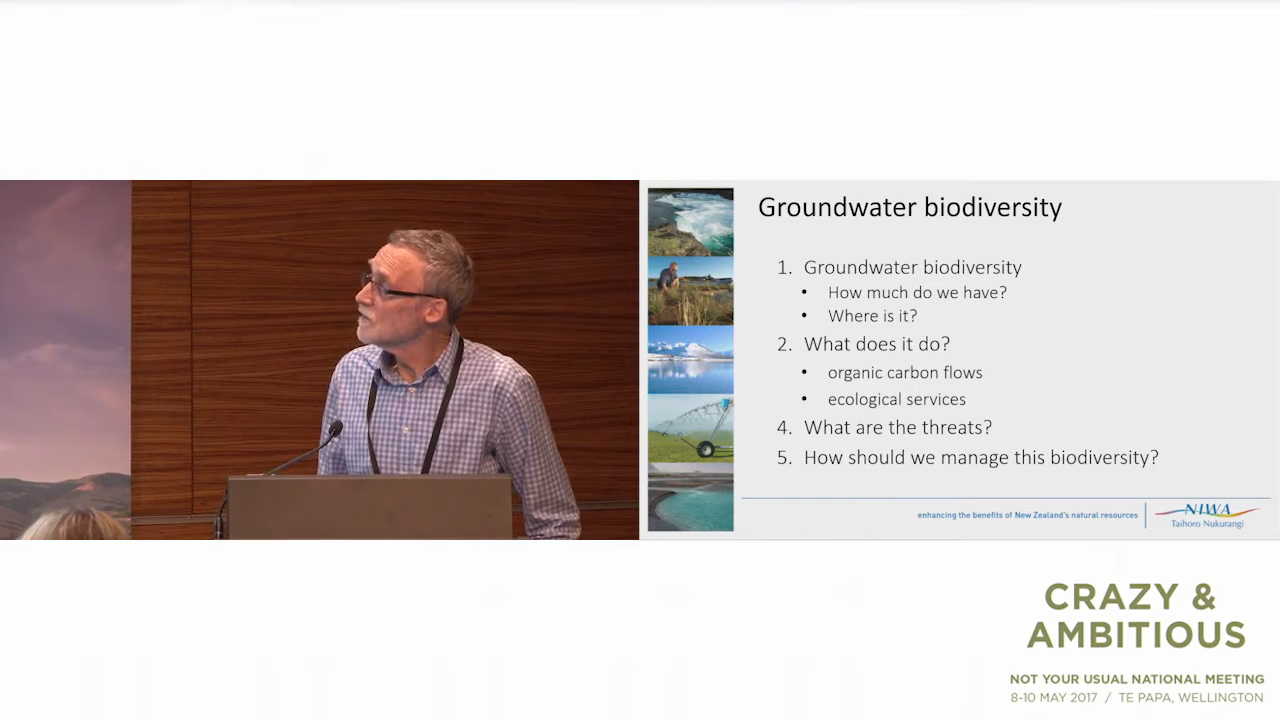 Groundwater biodiversity
1. Groundwater biodiversity
• How much do we have?
• Where is it?
2. What does it do?
• organic carbon flows
• ecological services
4. What are the threats?
5. How should we manage this biodiversity?
enhancing the benefits of New Zealand's natural resources
NIWA
Taihoro Nukurangi
CRAZY &
AMBITIOUS
NOT YOUR USUAL NATIONAL MEETING
8-10 MAY 2017 / TE PAPA, WELLINGTON